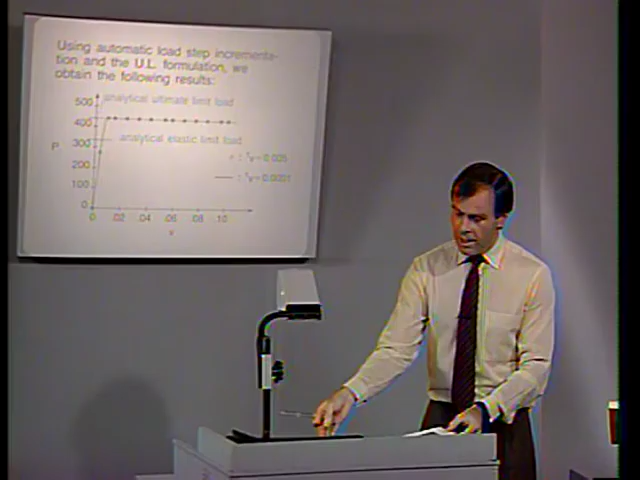 Using automatic load step incrementa-
tion and the U.L. formulation, we
obtain the following results:
500
analytical ultimate limit load
400
analytical elastic limit load
300
P
200
100
0
0 .02 .04 .06 .08 .10